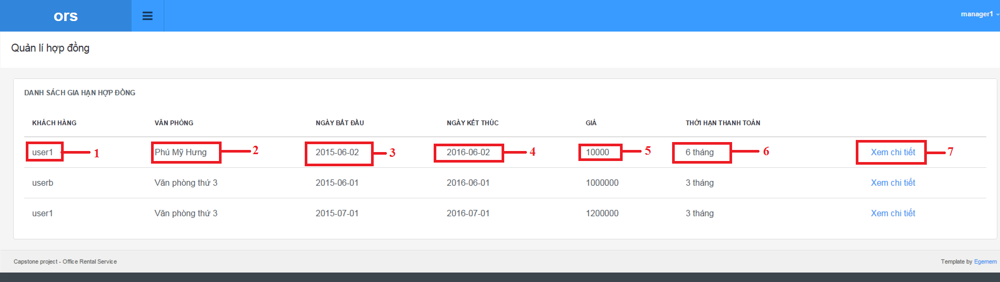 ors
manager1
Quản lí hợp đồng
DANH SÁCH GIA HẠN HỢP ĐỒNG
KHÁCH HÀNG VĂN PHÒNG NGÀY BẮT ĐẦU NGÀY KẾT THÚC GIÁ THỜI HẠN THANH TOÁN
user1 1 Phú Mỹ Hưng 2 2015-06-02 3 2016-06-02 4 10000 5 6 tháng 6 Xem chi tiết 7
userb Văn phòng thứ 3 2015-06-01 2016-06-01 1000000 3 tháng Xem chi tiết
user1 Văn phòng thứ 3 2015-07-01 2016-07-01 1200000 3 tháng Xem chi tiết
Capstone project - Office Rental Service Template by Egemem